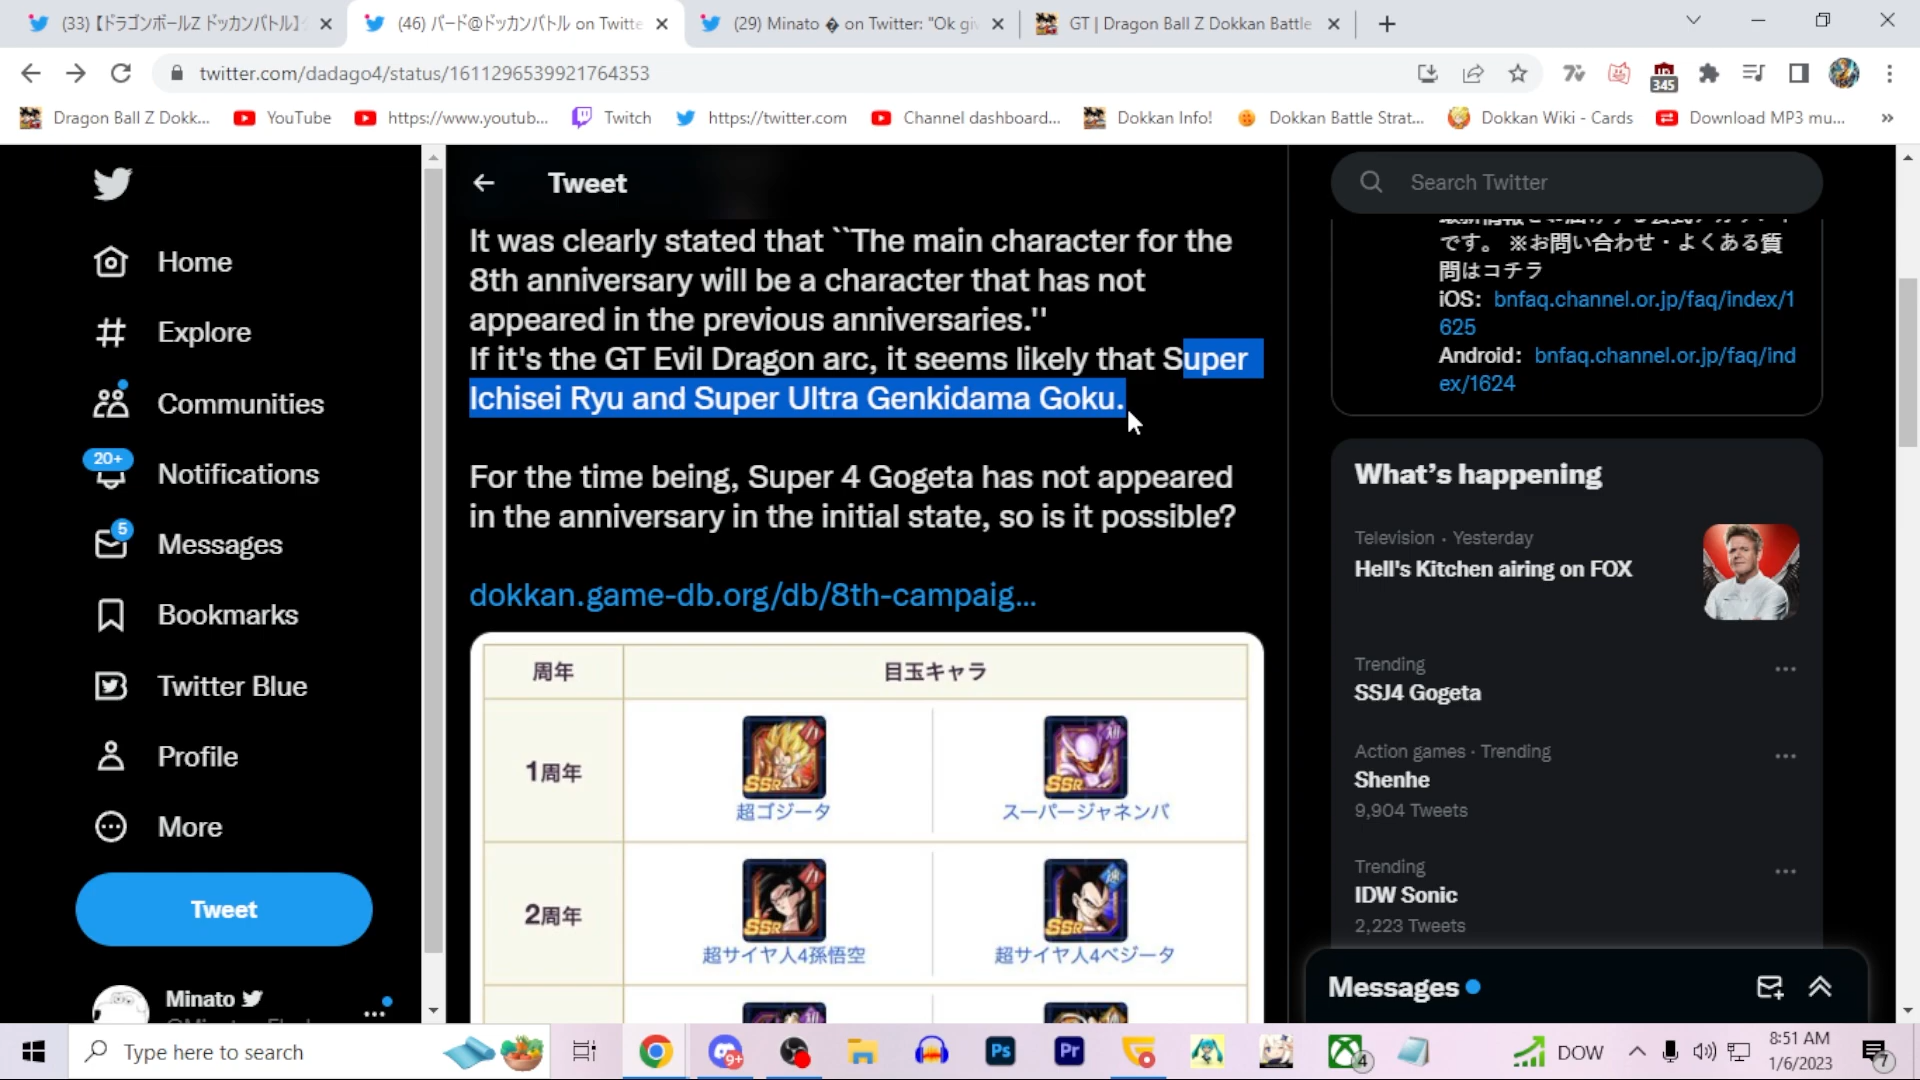 (33)【ドラゴンボールZ ドッカンバトル】
(46) バード@ドッカンバトル on Twitte
(29) Minato � on Twitter: "Ok giv
GT | Dragon Ball Z Dokkan Battle
twitter.com/dadago4/status/1611296539921764353
345
Dragon Ball Z Dokk...
YouTube
https://www.youtub...
Twitch
https://twitter.com
Channel dashboard...
Dokkan Info!
Dokkan Battle Strat...
Dokkan Wiki - Cards
Download MP3 mu...
»
Home
Explore
Communities
20+
Notifications
5
Messages
Bookmarks
Twitter Blue
Profile
More
Tweet
Minato
Tweet
It was clearly stated that ``The main character for the
8th anniversary will be a character that has not
appeared in the previous anniversaries.''
If it's the GT Evil Dragon arc, it seems likely that Super
Ichisei Ryu and Super Ultra Genkidama Goku.
For the time being, Super 4 Gogeta has not appeared
in the anniversary in the initial state, so is it possible?
dokkan.game-db.org/db/8th-campaig...
周年 目玉キャラ
1周年
SSR
超ゴジータ
SSR
スーパージャネンバ
2周年
SSR
超サイヤ人4孫悟空
SSR
超サイヤ人4ベジータ
Search Twitter
です。 ※お問い合わせ・よくある質
問はコチラ
iOS: bnfaq.channel.or.jp/faq/index/1
625
Android: bnfaq.channel.or.jp/faq/ind
ex/1624
What's happening
Television · Yesterday
Hell's Kitchen airing on FOX
Trending
SSJ4 Gogeta
Action games · Trending
Shenhe
9,904 Tweets
Trending
IDW Sonic
2,223 Tweets
Messages
Type here to search
9+
Ps
Pr
4
DOW
8:51 AM
1/6/2023
7